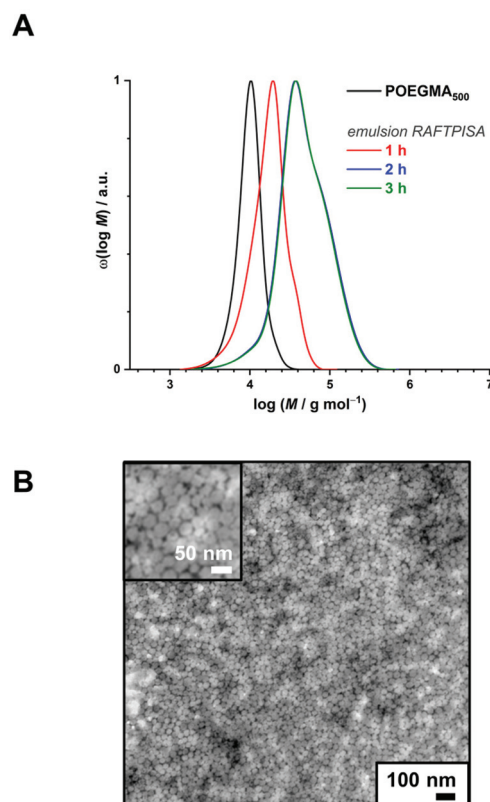 A
1
POEGMA₅₀₀
emulsion RAFTPISA
1 h
2 h
3 h
ω(log M) / a.u.
0
3 4 5 6 7
log (M / g mol⁻¹)
B
50 nm
100 nm